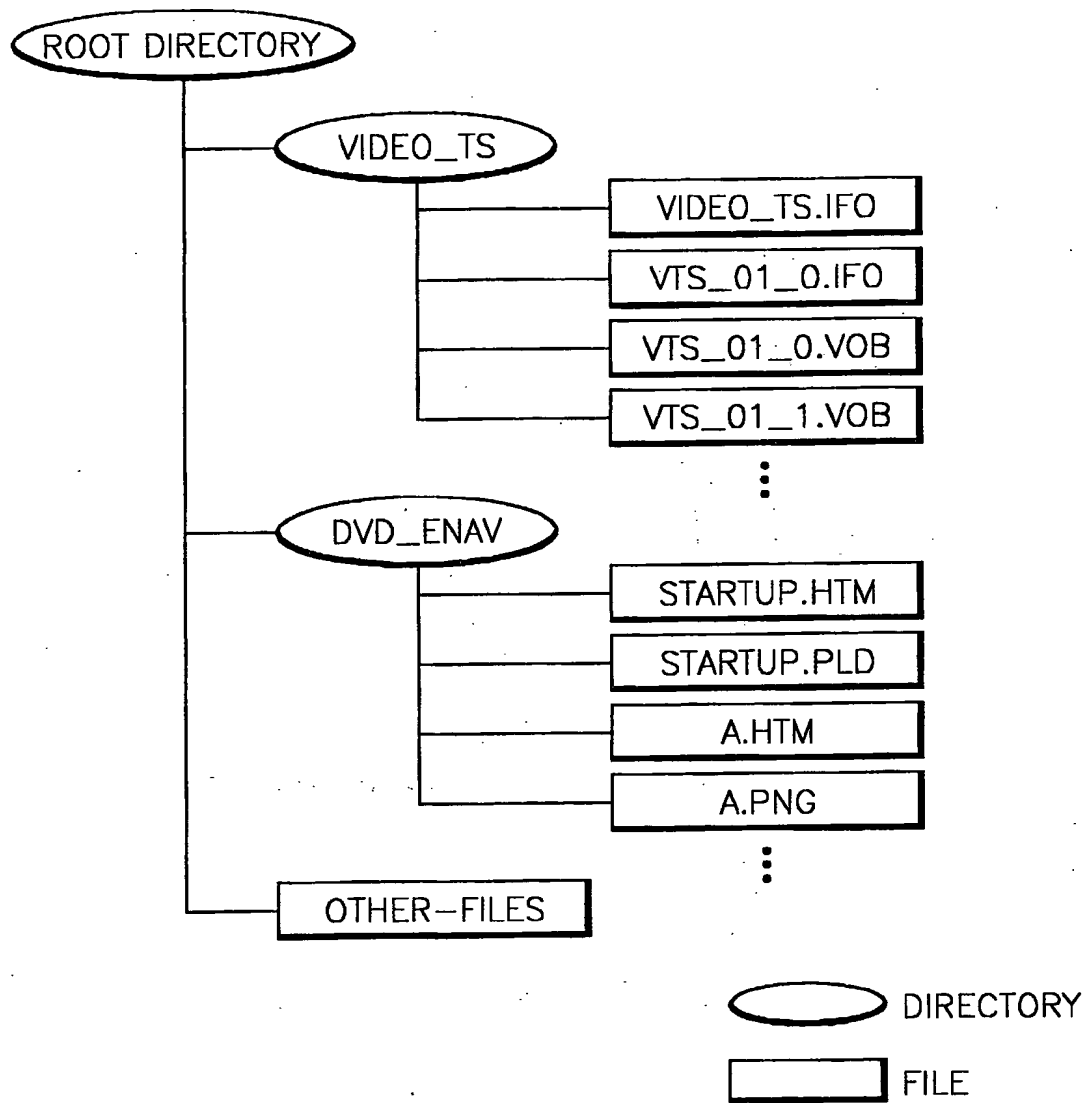 ROOT DIRECTORY
VIDEO_TS
VIDEO_TS.IFO
VTS_01_0.IFO
VTS_01_0.VOB
VTS_01_1.VOB
DVD_ENAV
STARTUP.HTM
STARTUP.PLD
A.HTM
A.PNG
OTHER-FILES
DIRECTORY
FILE